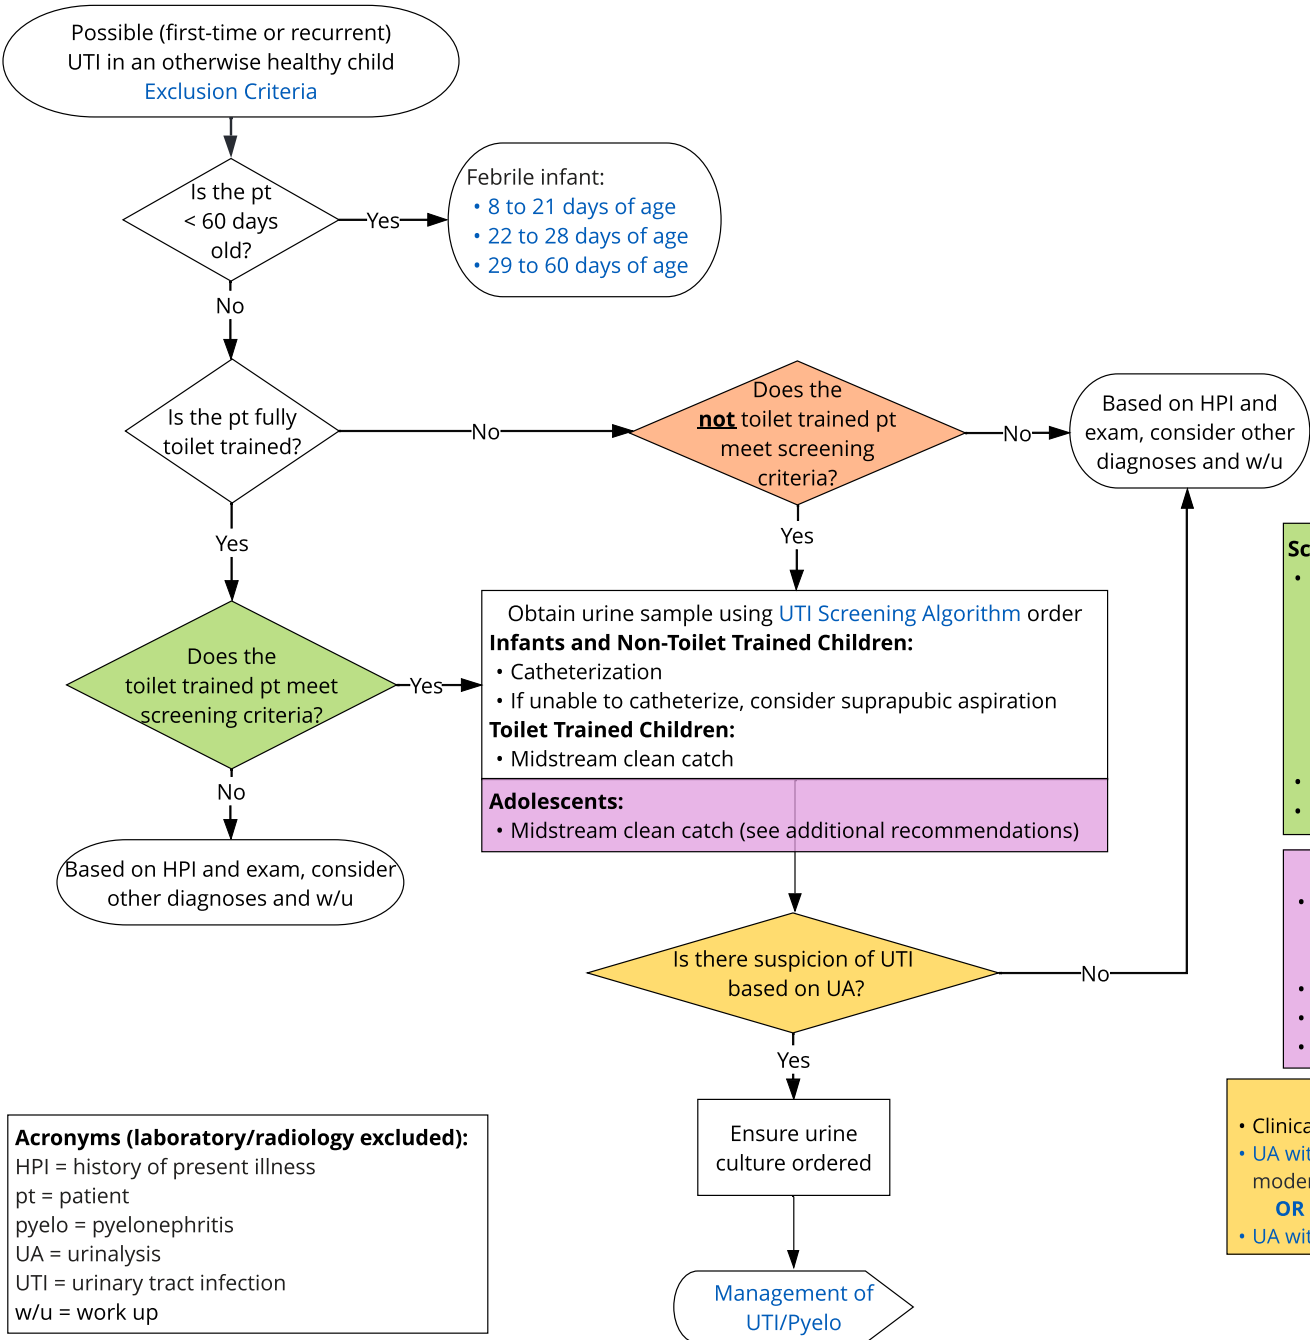 Possible (first-time or recurrent)
UTI in an otherwise healthy child
Exclusion Criteria
Is the pt
< 60 days
old?
Yes
Febrile infant:
• 8 to 21 days of age
• 22 to 28 days of age
• 29 to 60 days of age
No
Is the pt fully
toilet trained?
No
Does the
not toilet trained pt
meet screening
criteria?
No
Based on HPI and
exam, consider other
diagnoses and w/u
Yes
Yes
Does the
toilet trained pt meet
screening criteria?
Yes
Obtain urine sample using UTI Screening Algorithm order
Infants and Non-Toilet Trained Children:
• Catheterization
• If unable to catheterize, consider suprapubic aspiration
Toilet Trained Children:
• Midstream clean catch
Adolescents:
• Midstream clean catch (see additional recommendations)
No
Based on HPI and exam, consider
other diagnoses and w/u
Is there suspicion of UTI
based on UA?
No
Yes
Ensure urine
culture ordered
Management of
UTI/Pyelo
Acronyms (laboratory/radiology excluded):
HPI = history of present illness
pt = patient
pyelo = pyelonephritis
UA = urinalysis
UTI = urinary tract infection
w/u = work up
• UA
OR
• UA